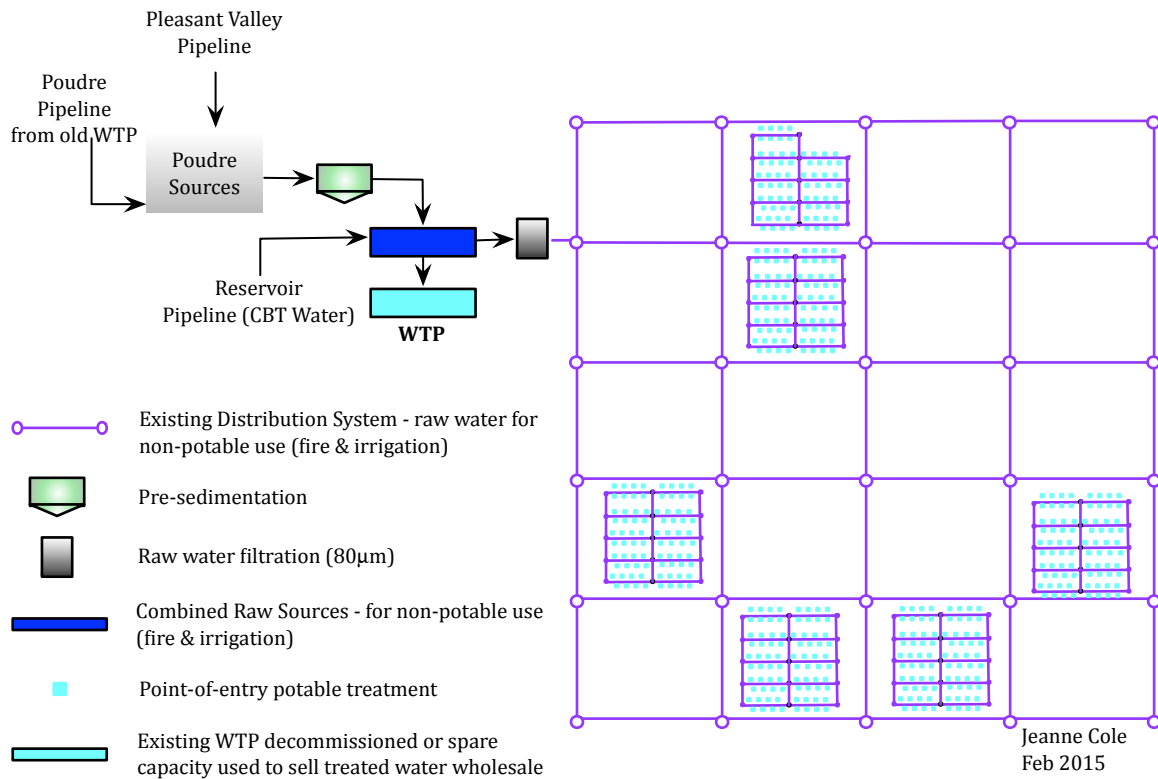 Pleasant Valley
Pipeline
Poudre
Pipeline
from old WTP
Poudre
Sources
Reservoir
Pipeline (CBT Water)
WTP
Existing Distribution System - raw water for
non-potable use (fire & irrigation)
Pre-sedimentation
Raw water filtration (80μm)
Combined Raw Sources - for non-potable use
(fire & irrigation)
Point-of-entry potable treatment
Existing WTP decommissioned or spare
capacity used to sell treated water wholesale
Jeanne Cole
Feb 2015